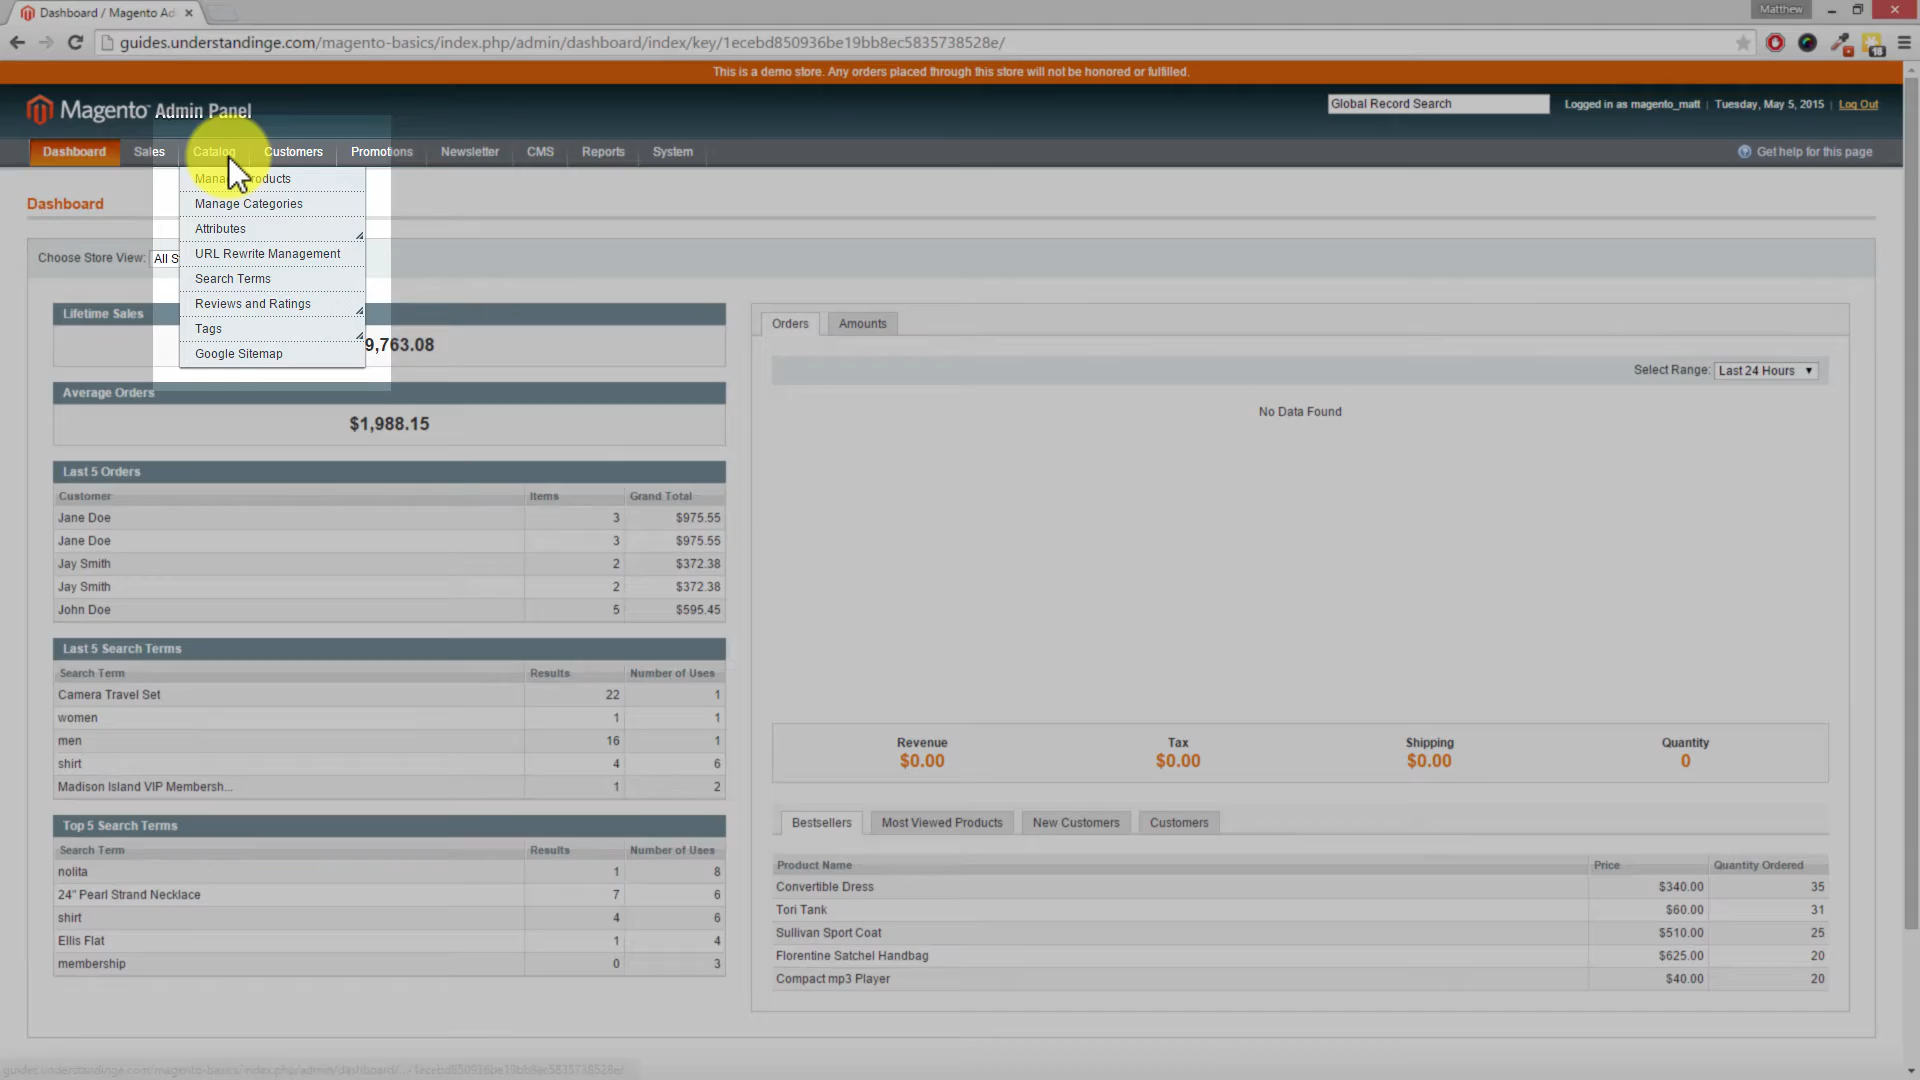 Dashboard / Magento Ad
Matthew
guides.understandinge.com/magento-basics/index.php/admin/dashboard/index/key/1ecebd850936be19bb8ec5835738528e/
18
This is a demo store. Any orders placed through this store will not be honored or fulfilled.
Magento Admin Panel
Global Record Search
Logged in as magento_matt | Tuesday, May 5, 2015 | Log Out
Dashboard Sales Catalog Customers Promotions Newsletter CMS Reports System
Get help for this page
Manage Products
Manage Categories
Attributes
URL Rewrite Management
Search Terms
Reviews and Ratings
Tags
Google Sitemap
Dashboard
Choose Store View: All S
Lifetime Sales
9,763.08
Average Orders
$1,988.15
Last 5 Orders
Customer Items Grand Total
Jane Doe 3 $975.55
Jane Doe 3 $975.55
Jay Smith 2 $372.38
Jay Smith 2 $372.38
John Doe 5 $595.45
Last 5 Search Terms
Search Term Results Number of Uses
Camera Travel Set 22 1
women 1 1
men 16 1
shirt 4 6
Madison Island VIP Membersh... 1 2
Top 5 Search Terms
Search Term Results Number of Uses
nolita 1 8
24" Pearl Strand Necklace 7 6
shirt 4 6
Ellis Flat 1 4
membership 0 3
Orders Amounts
Select Range: Last 24 Hours
No Data Found
Revenue Tax Shipping Quantity
$0.00 $0.00 $0.00 0
Bestsellers Most Viewed Products New Customers Customers
Product Name Price Quantity Ordered
Convertible Dress $340.00 35
Tori Tank $60.00 31
Sullivan Sport Coat $510.00 25
Florentine Satchel Handbag $625.00 20
Compact mp3 Player $40.00 20
guides.understandinge.com/magento-basics/index.php/admin/dashboard/...-1ecebd850936be19bb8ec5835738528e/